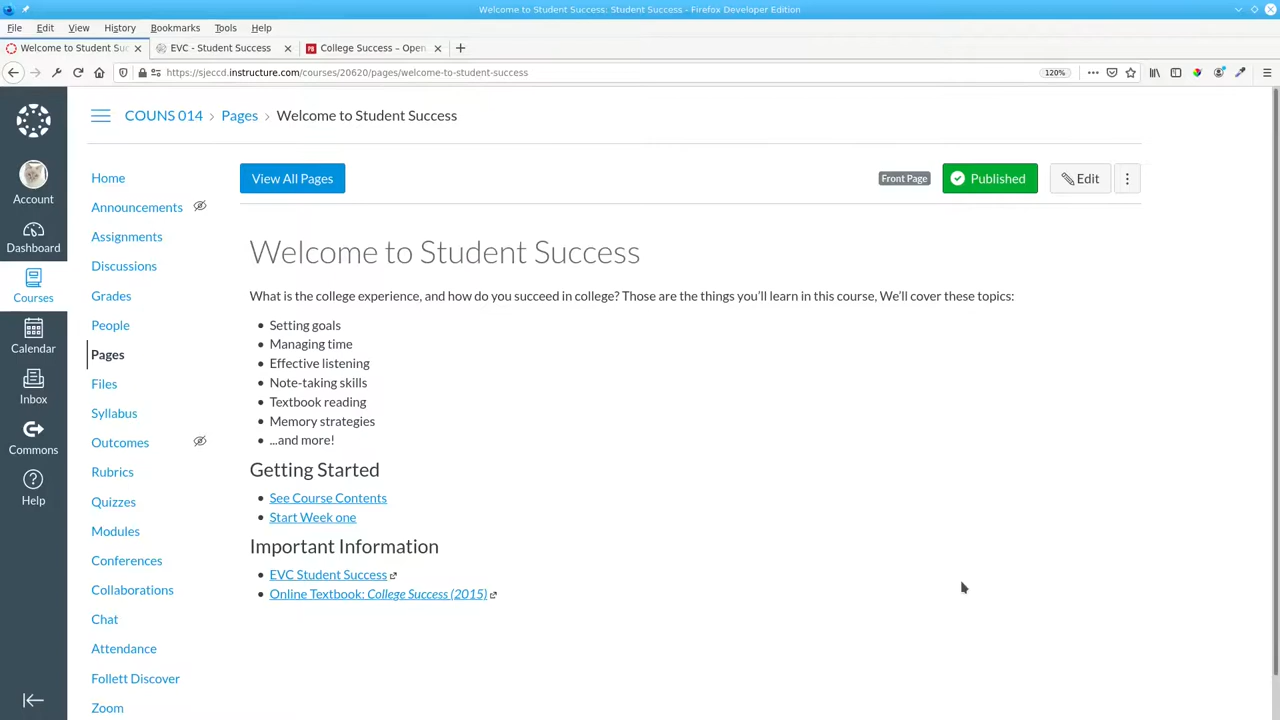 Welcome to Student Success: Student Success - Firefox Developer Edition
File Edit View History Bookmarks Tools Help
Welcome to Student Suc
EVC - Student Success
College Success – Open
https://sjeccd.instructure.com/courses/20620/pages/welcome-to-student-success
120%
COUNS 014 > Pages > Welcome to Student Success
Account
Dashboard
Courses
Calendar
Inbox
Commons
Help
Home
Announcements
Assignments
Discussions
Grades
People
Pages
Files
Syllabus
Outcomes
Rubrics
Quizzes
Modules
Conferences
Collaborations
Chat
Attendance
Follett Discover
Zoom
View All Pages
Front Page
Published
Edit
Welcome to Student Success
What is the college experience, and how do you succeed in college? Those are the things you’ll learn in this course, We’ll cover these topics:
• Setting goals
• Managing time
• Effective listening
• Note-taking skills
• Textbook reading
• Memory strategies
• ...and more!
Getting Started
• See Course Contents
• Start Week one
Important Information
• EVC Student Success
• Online Textbook: College Success (2015)